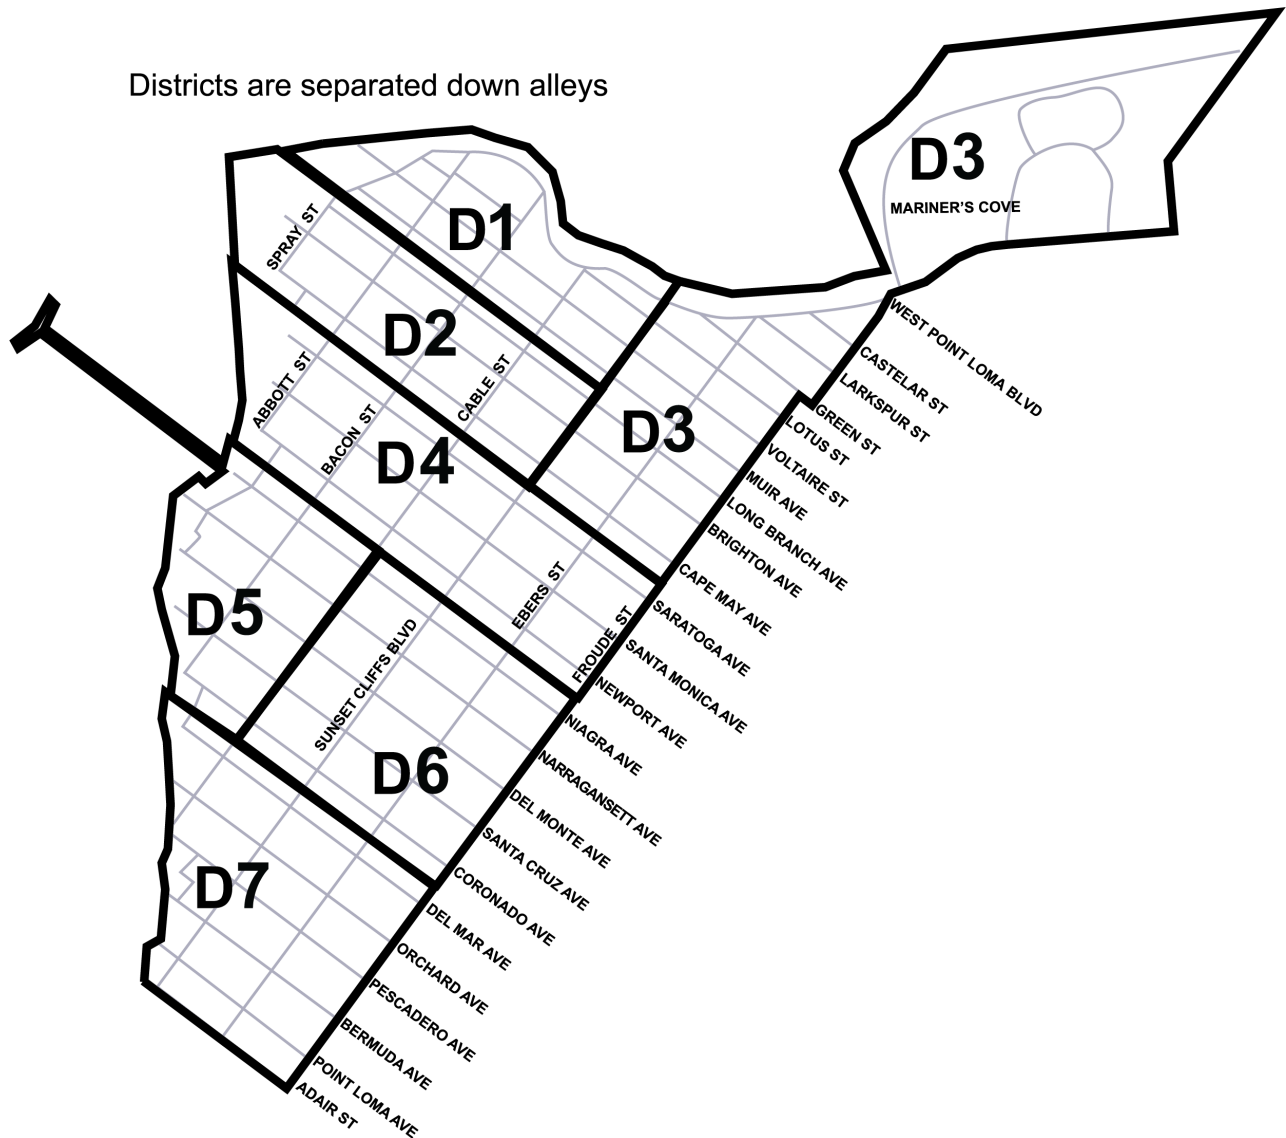 Districts are separated down alleys
D3
MARINER'S COVE
D1
SPRAY ST
D2
WEST POINT LOMA BLVD
CASTELAR ST
LARKSPUR ST
GREEN ST
LOTUS ST
VOLTAIRE ST
MUIR AVE
LONG BRANCH AVE
BRIGHTON AVE
CAPE MAY AVE
SARATOGA AVE
SANTA MONICA AVE
NEWPORT AVE
NIAGRA AVE
NARRAGANSETT AVE
DEL MONTE AVE
SANTA CRUZ AVE
CORONADO AVE
DEL MAR AVE
ORCHARD AVE
PESCADERO AVE
BERMUDA AVE
POINT LOMA AVE
ADAIR ST
ABBOTT ST
BACON ST
CABLE ST
D3
D4
EBERS ST
FROUDE ST
D5
SUNSET CLIFFS BLVD
D6
D7